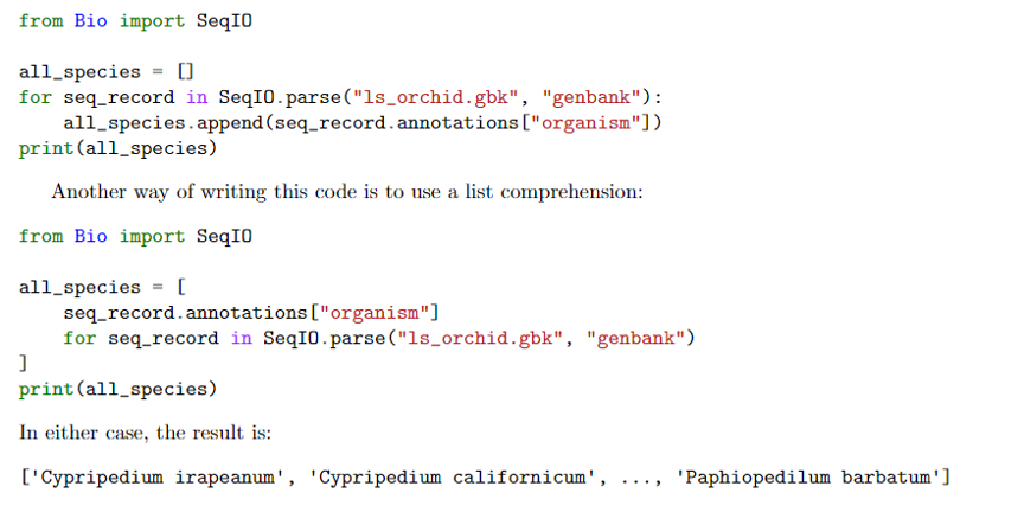 from Bio import SeqIO
all_species = []
for seq_record in SeqIO.parse("ls_orchid.gbk", "genbank"):
    all_species.append(seq_record.annotations["organism"])
print(all_species)
Another way of writing this code is to use a list comprehension:
from Bio import SeqIO
all_species = [
    seq_record.annotations["organism"]
    for seq_record in SeqIO.parse("ls_orchid.gbk", "genbank")
]
print(all_species)
In either case, the result is:
['Cypripedium irapeanum', 'Cypripedium californicum', ..., 'Paphiopedilum barbatum']